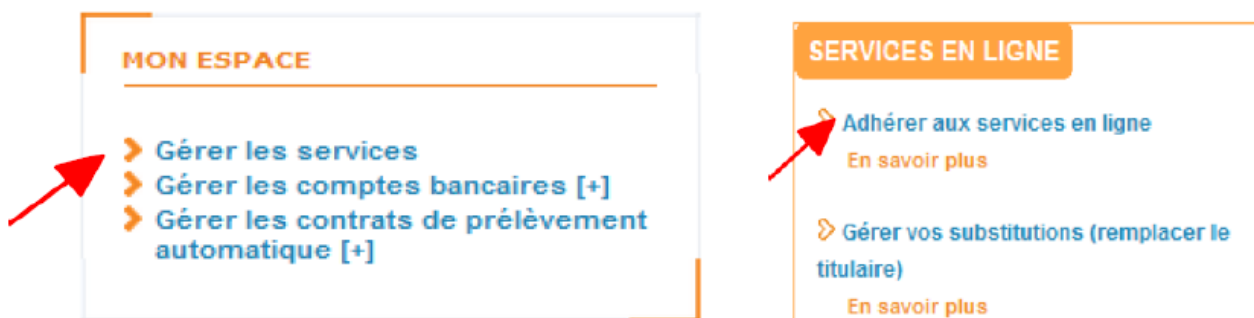 MON ESPACE
Gérer les services
Gérer les comptes bancaires [+]
Gérer les contrats de prélèvement
automatique [+]
SERVICES EN LIGNE
Adhérer aux services en ligne
En savoir plus
Gérer vos substitutions (remplacer le
titulaire)
En savoir plus